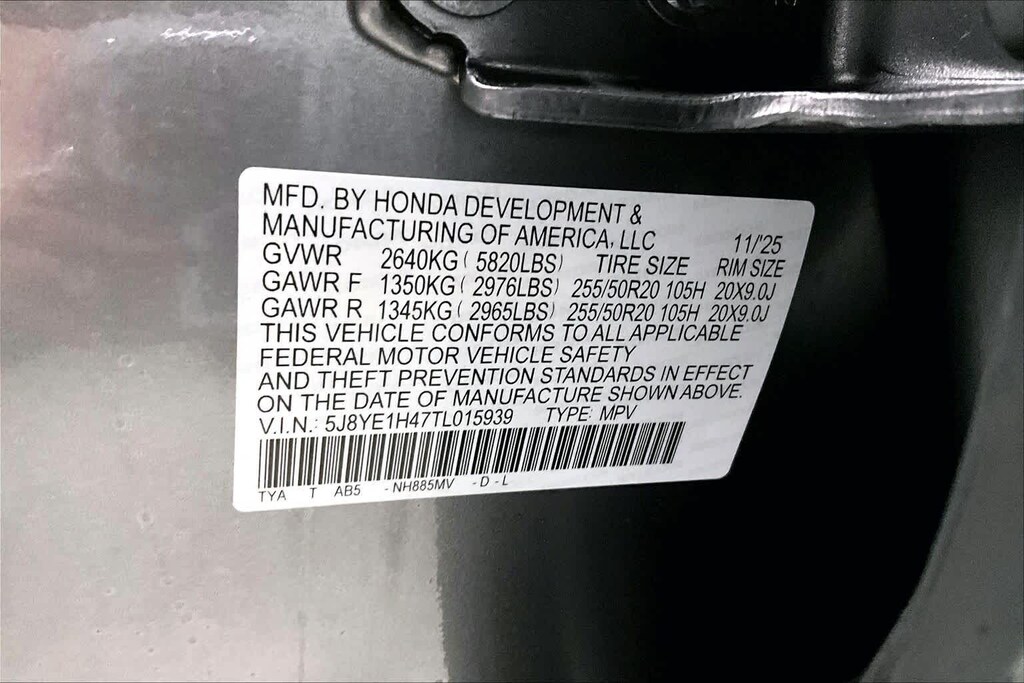 MFD. BY HONDA DEVELOPMENT &
MANUFACTURING OF AMERICA, LLC 11/'25
GVWR 2640KG ( 5820LBS) TIRE SIZE RIM SIZE
GAWR F 1350KG ( 2976LBS) 255/50R20 105H 20X9.0J
GAWR R 1345KG ( 2965LBS) 255/50R20 105H 20X9.0J
THIS VEHICLE CONFORMS TO ALL APPLICABLE
FEDERAL MOTOR VEHICLE SAFETY
AND THEFT PREVENTION STANDARDS IN EFFECT
ON THE DATE OF MANUFACTURE SHOWN ABOVE.
V.I.N.: 5J8YE1H47TL015939 TYPE: MPV
TYA T AB5 -NH885MV -D-L